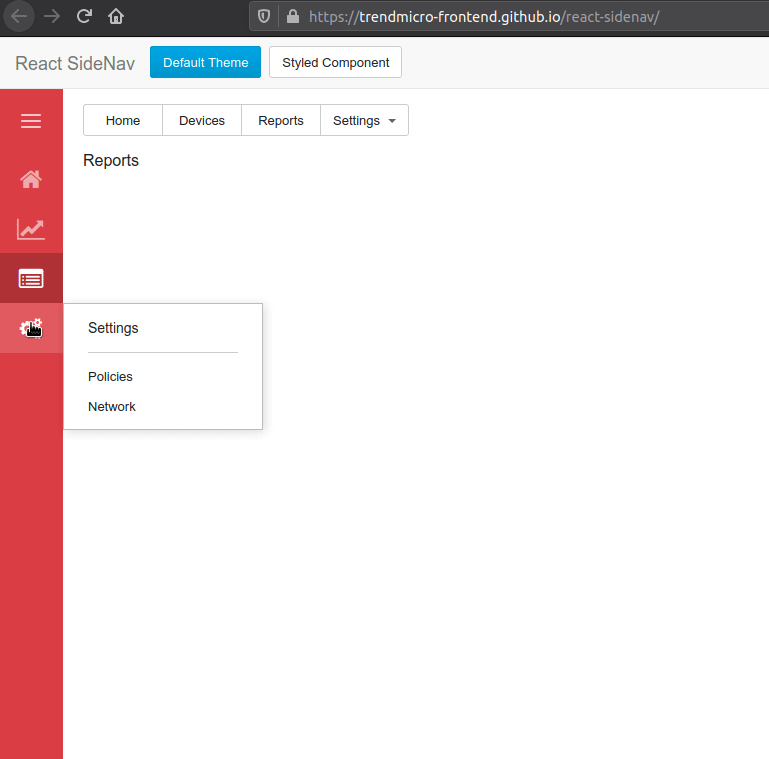 https://trendmicro-frontend.github.io/react-sidenav/
React SideNav Default Theme Styled Component
Home Devices Reports Settings
Reports
Settings
Policies
Network